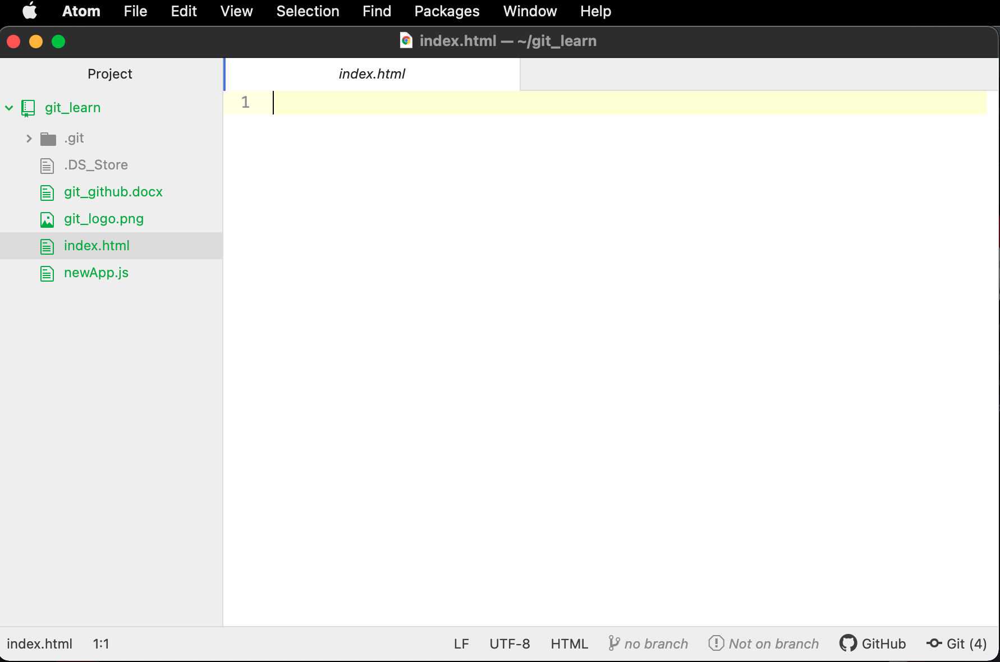 Atom File Edit View Selection Find Packages Window Help
index.html — ~/git_learn
Project
index.html
git_learn
1
.git
.DS_Store
git_github.docx
git_logo.png
index.html
newApp.js
index.html 1:1 LF UTF-8 HTML no branch Not on branch GitHub Git (4)